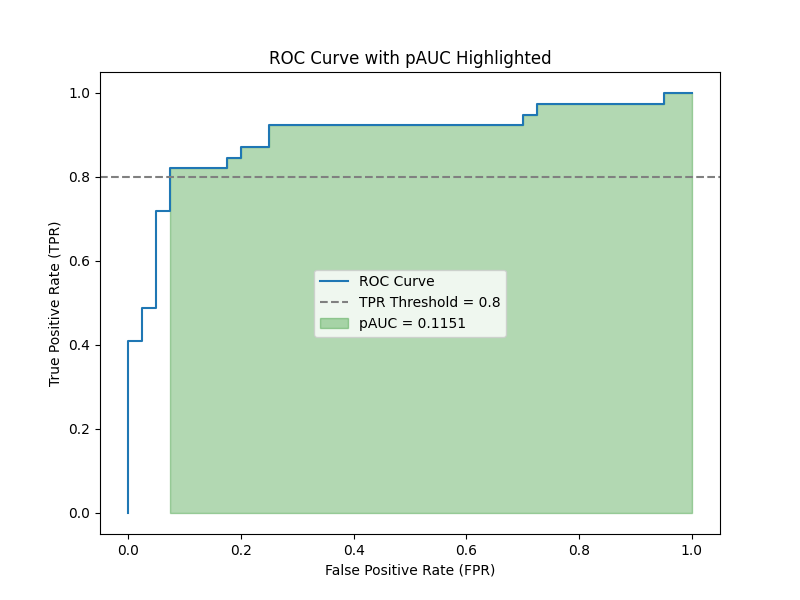 ROC Curve with pAUC Highlighted
True Positive Rate (TPR)
1.0
0.8
0.6
0.4
0.2
0.0
ROC Curve
TPR Threshold = 0.8
pAUC = 0.1151
0.0 0.2 0.4 0.6 0.8 1.0
False Positive Rate (FPR)